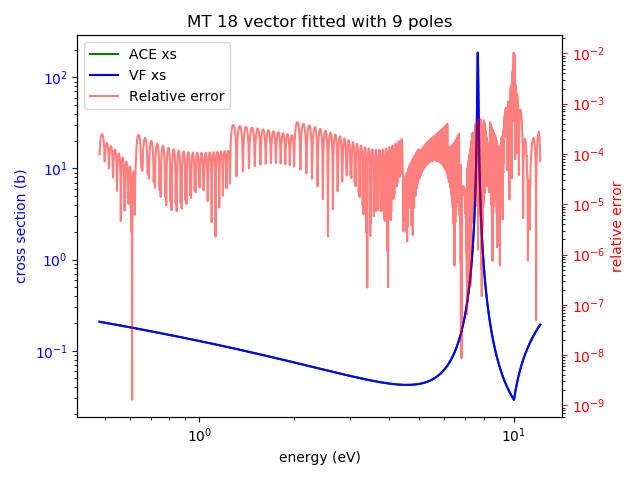 MT 18 vector fitted with 9 poles
ACE xs
VF xs
Relative error
cross section (b)
10²
10¹
10⁰
10⁻¹
10⁻²
10⁻³
10⁻⁴
10⁻⁵
10⁻⁶
10⁻⁷
10⁻⁸
10⁻⁹
relative error
10⁰
10¹
energy (eV)